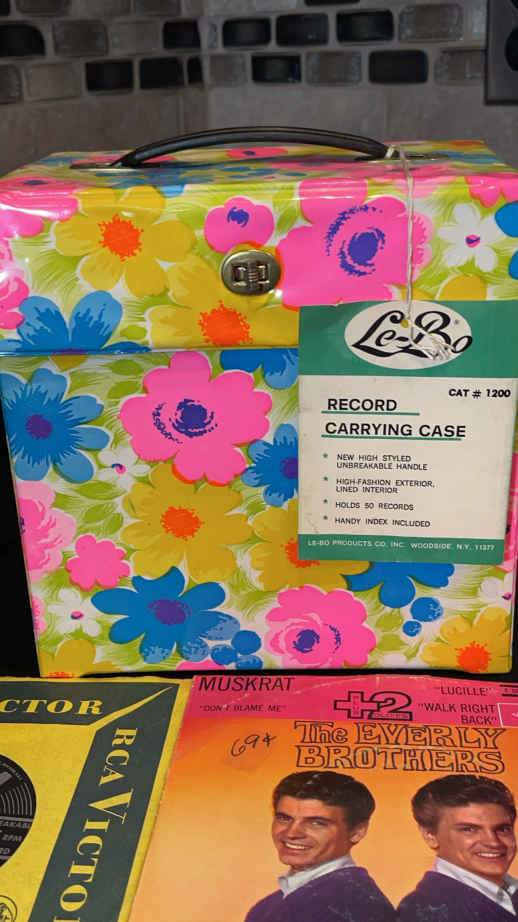 Le-Bo®
CAT # 1200
RECORD
CARRYING CASE
* NEW HIGH STYLED
UNBREAKABLE HANDLE
* HIGH-FASHION EXTERIOR,
LINED INTERIOR
* HOLDS 50 RECORDS
* HANDY INDEX INCLUDED
LE-BO PRODUCTS CO., INC. WOODSIDE, N.Y. 11377
CTOR
RCA VICTOR
RPM
MUSKRAT
"DON'T BLAME ME"
+2
"LUCILLE"
"WALK RIGHT
BACK"
69¢
The EVERLY
BROTHERS